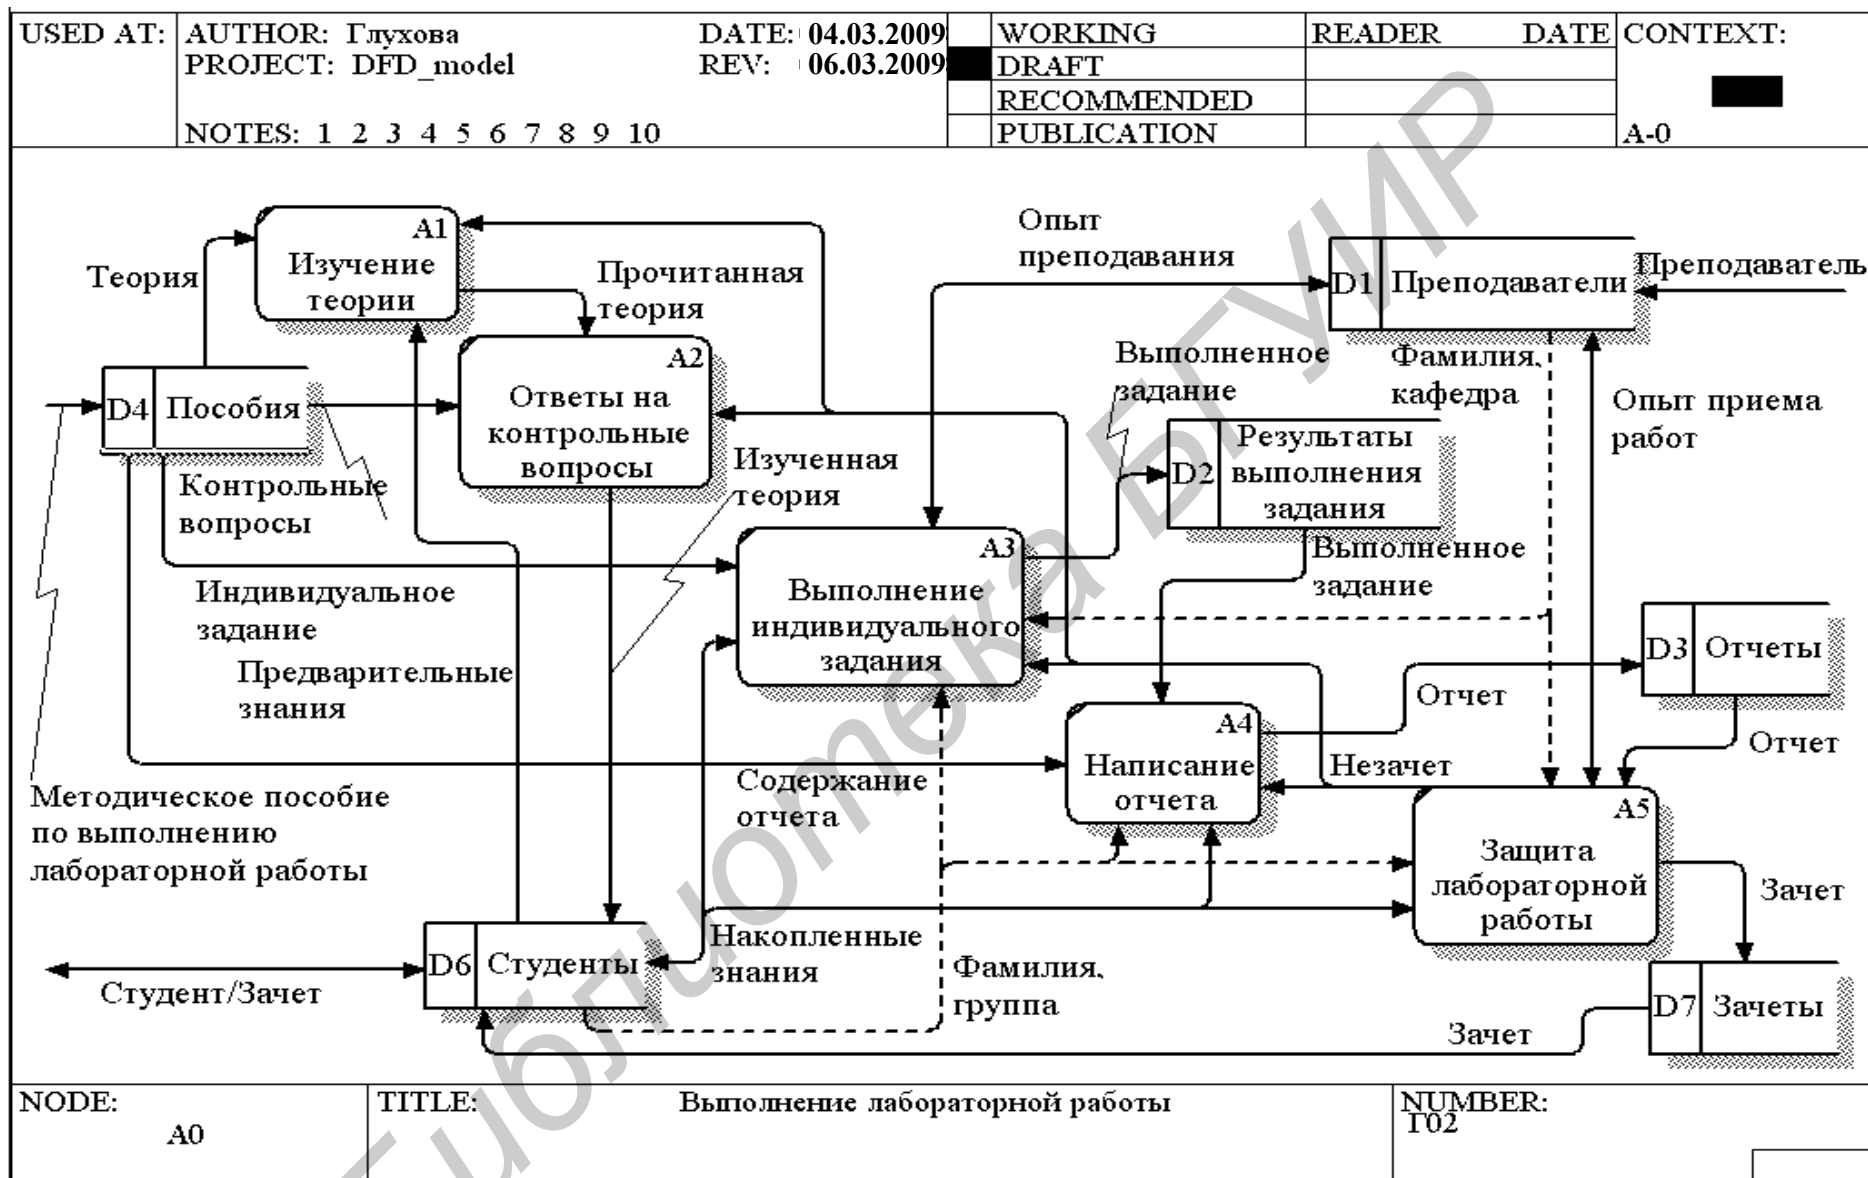 USED AT:
AUTHOR: Глухова
DATE: 04.03.2009
PROJECT: DFD_model
REV: 06.03.2009
NOTES: 1 2 3 4 5 6 7 8 9 10
WORKING
DRAFT
RECOMMENDED
PUBLICATION
READER DATE
CONTEXT:
A-0
A1
Изучение
теории
Теория
Прочитанная
теория
Опыт
преподавания
D1 Преподаватели
Преподаватель
A2
Ответы на
контрольные
вопросы
D4 Пособия
Выполненное
задание
Фамилия,
кафедра
Опыт приема
работ
Контрольные
вопросы
Изученная
теория
D2
Результаты
выполнения
задания
Выполненное
задание
A3
Выполнение
индивидуального
задания
Индивидуальное
задание
Предварительные
знания
D3 Отчеты
Отчет
Отчет
A4
Написание
отчета
Незачет
Содержание
отчета
Методическое пособие
по выполнению
лабораторной работы
A5
Защита
лабораторной
работы
Зачет
D6 Студенты
Накопленные
знания
Фамилия,
группа
Студент/Зачет
D7 Зачеты
Зачет
NODE:
A0
TITLE:
Выполнение лабораторной работы
NUMBER:
Г02
Библиотека БГУИР